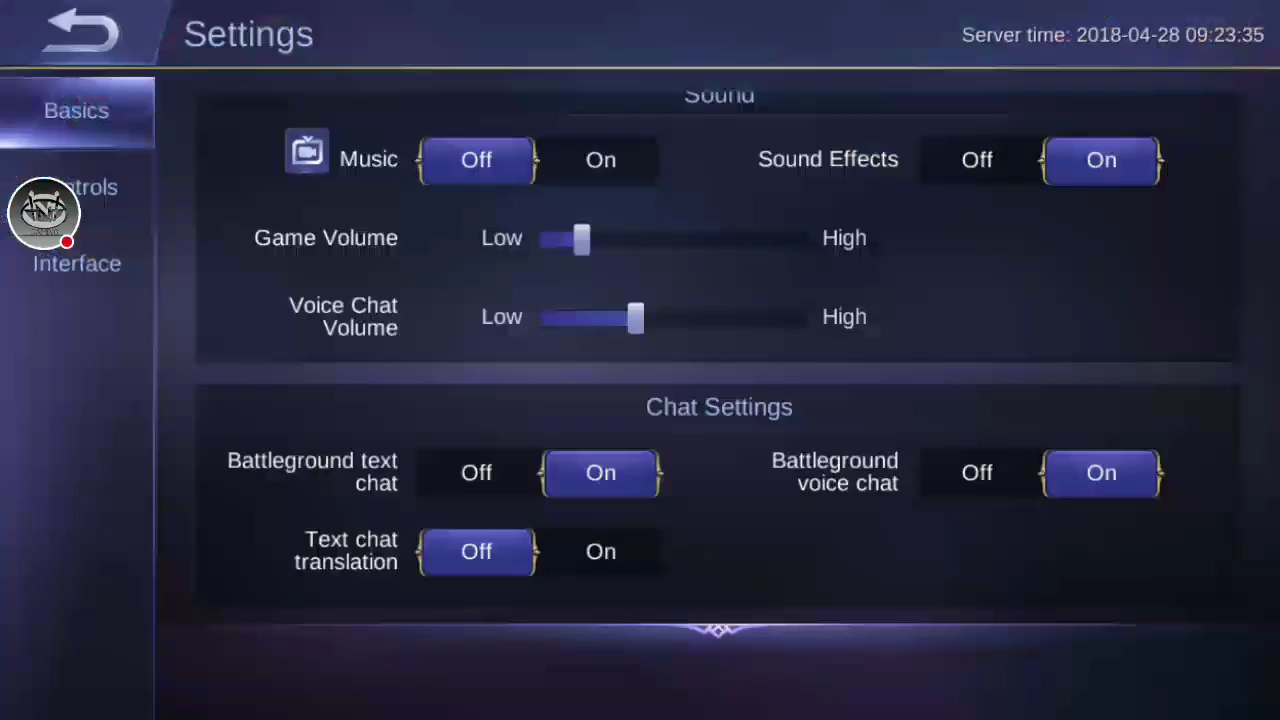 Settings
Server time: 2018-04-28 09:23:35
Basics
Sound
Music Off On
Sound Effects Off On
trols
Game Volume Low High
Interface
Voice Chat
Volume
Low High
Chat Settings
Battleground text
chat
Off On
Battleground
voice chat
Off On
Text chat
translation
Off On